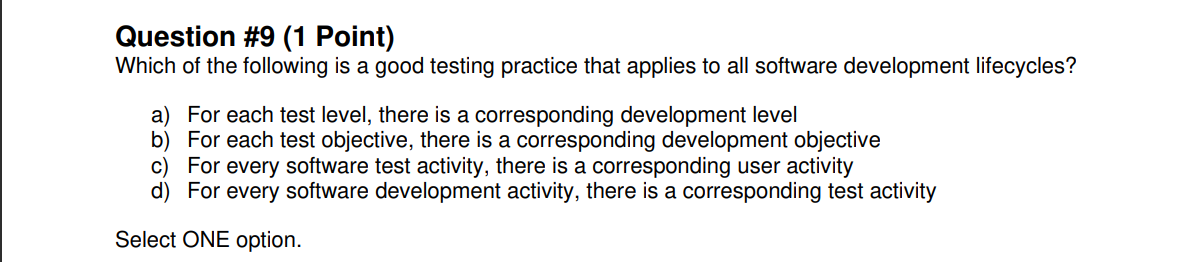 Question #9 (1 Point)
Which of the following is a good testing practice that applies to all software development lifecycles?
a) For each test level, there is a corresponding development level
b) For each test objective, there is a corresponding development objective
c) For every software test activity, there is a corresponding user activity
d) For every software development activity, there is a corresponding test activity
Select ONE option.